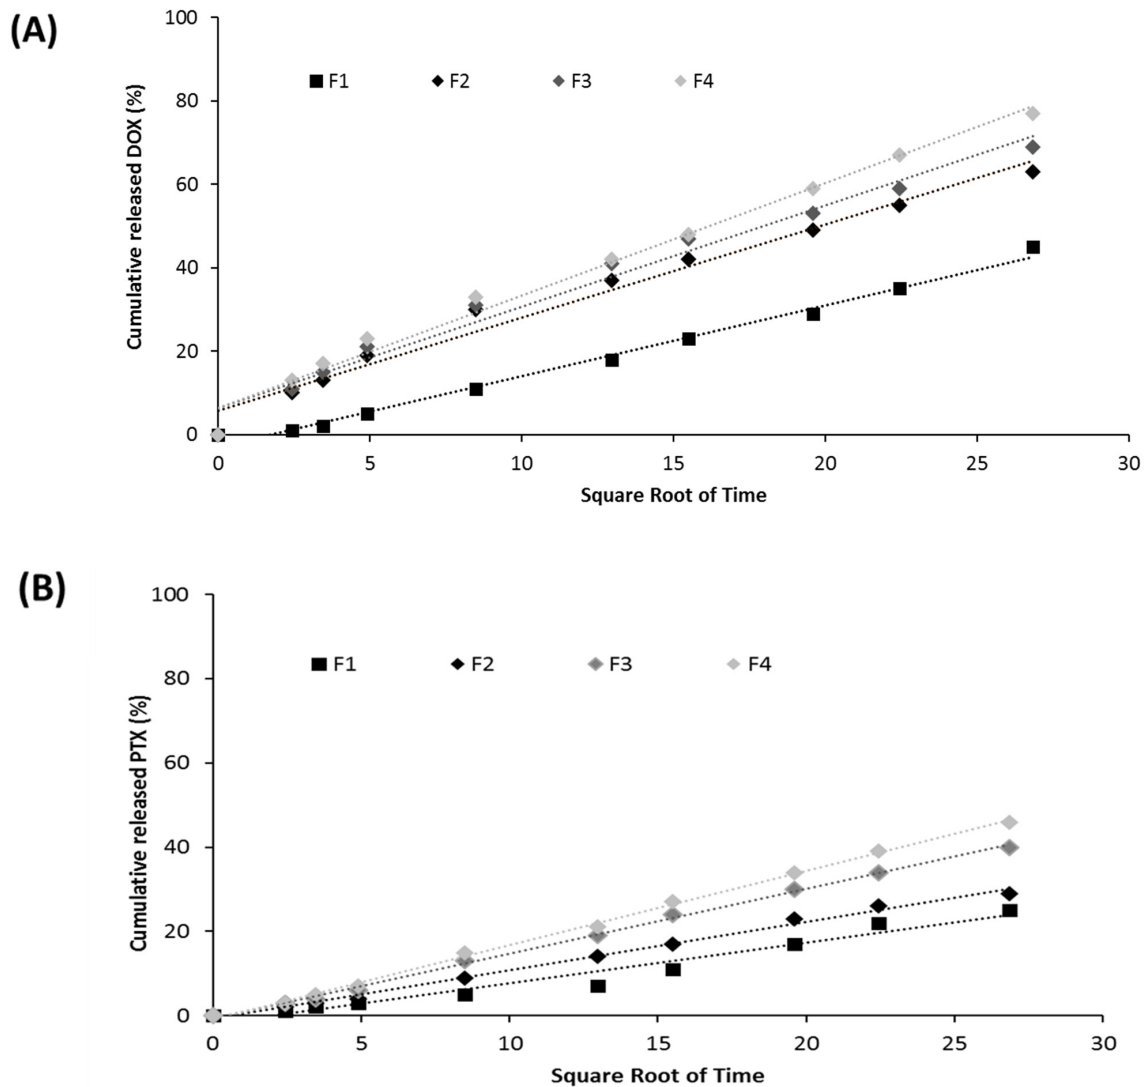 (A)
100
80
60
40
20
0
Cumulative released DOX (%)
F1 F2 F3 F4
0 5 10 15 20 25 30
Square Root of Time
(B)
100
80
60
40
20
0
Cumulative released PTX (%)
F1 F2 F3 F4
0 5 10 15 20 25 30
Square Root of Time